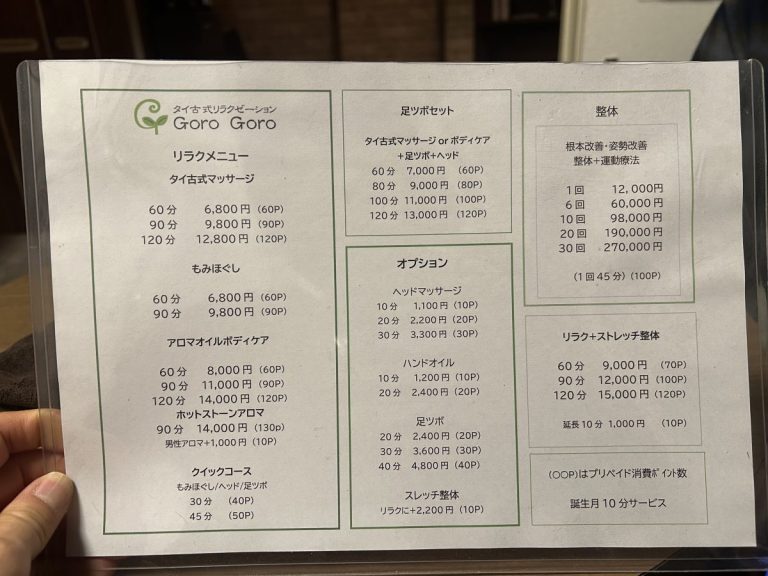 タイ古式リラクゼーション
Goro Goro
リラクメニュー
タイ古式マッサージ
60分 6,800円 (60P)
90分 9,800円 (90P)
120分 12,800円 (120P)
もみほぐし
60分 6,800円 (60P)
90分 9,800円 (90P)
アロマオイルボディケア
60分 8,000円 (60P)
90分 11,000円 (90P)
120分 14,000円 (120P)
ホットストーンアロマ
90分 14,000円 (130p)
男性アロマ+1,000円 (10P)
クイックコース
もみほぐし/ヘッド/足ツボ
30分 (40P)
45分 (50P)
足ツボセット
タイ古式マッサージ or ボディケア
+足ツボ+ヘッド
60分 7,000円 (60P)
80分 9,000円 (80P)
100分 11,000円 (100P)
120分 13,000円 (120P)
オプション
ヘッドマッサージ
10分 1,100円 (10P)
20分 2,200円 (20P)
30分 3,300円 (30P)
ハンドオイル
10分 1,200円 (10P)
20分 2,400円 (20P)
足ツボ
20分 2,400円 (20P)
30分 3,600円 (30P)
40分 4,800円 (40P)
スレッチ整体
リラクに+2,200円 (10P)
整体
根本改善・姿勢改善
整体+運動療法
1回 12,000円
6回 60,000円
10回 98,000円
20回 190,000円
30回 270,000円
(1回45分) (100P)
リラク+ストレッチ整体
60分 9,000円 (70P)
90分 12,000円 (100P)
120分 15,000円 (120P)
延長10分 1,000円 (10P)
(○○P)はプリペイド消費ポイント数
誕生月10分サービス